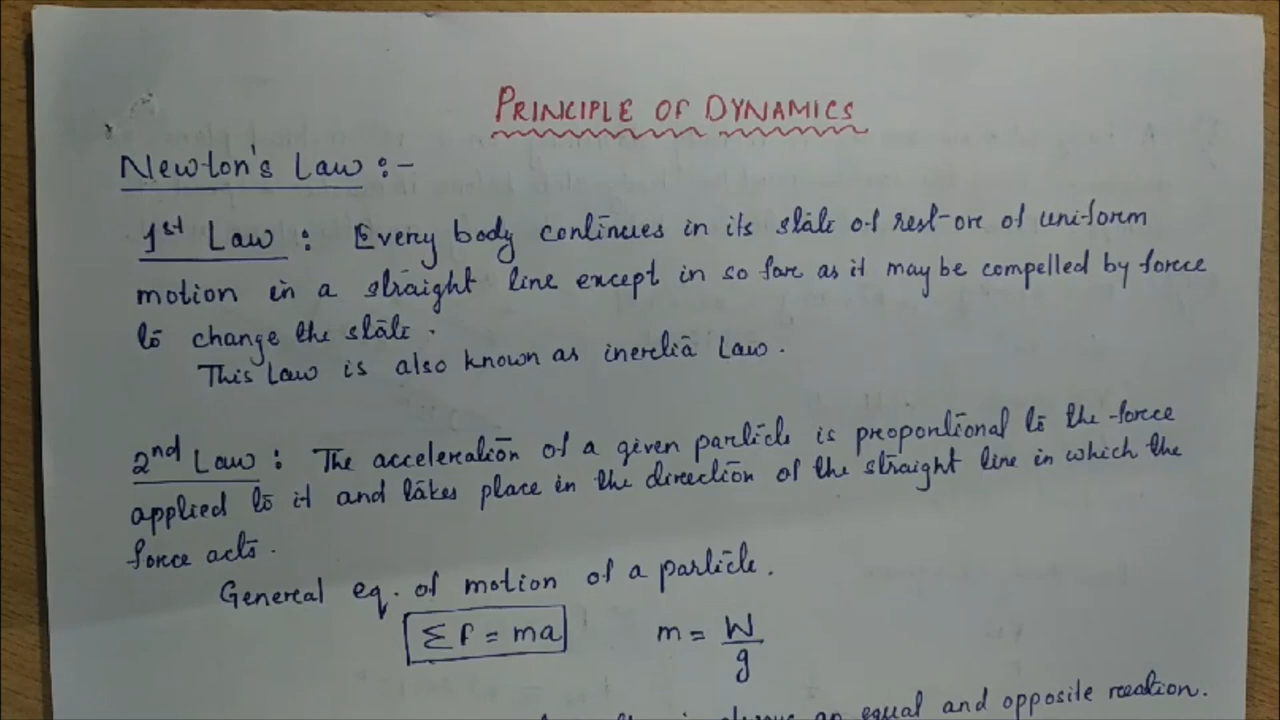 PRINCIPLE OF DYNAMICS
Newton's Law :-
1st Law : Every body continues in its state of rest or of uniform
motion in a straight line except in so far as it may be compelled by force
to change the state.
This Law is also known as inertia Law.
2nd Law : The acceleration of a given particle is proportional to the force
applied to it and takes place in the direction of the straight line in which the
force acts.
General eq. of motion of a particle.
ΣF = ma m = W/g
always an equal and opposite reaction.